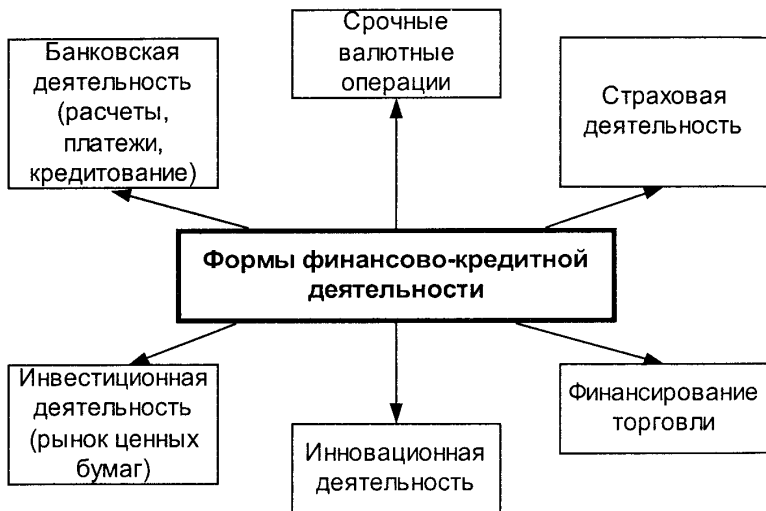 Банковская
деятельность
(расчеты,
платежи,
кредитование)
Срочные
валютные
операции
Страховая
деятельность
Формы финансово-кредитной
деятельности
Инвестиционная
деятельность
(рынок ценных
бумаг)
Инновационная
деятельность
Финансирование
торговли